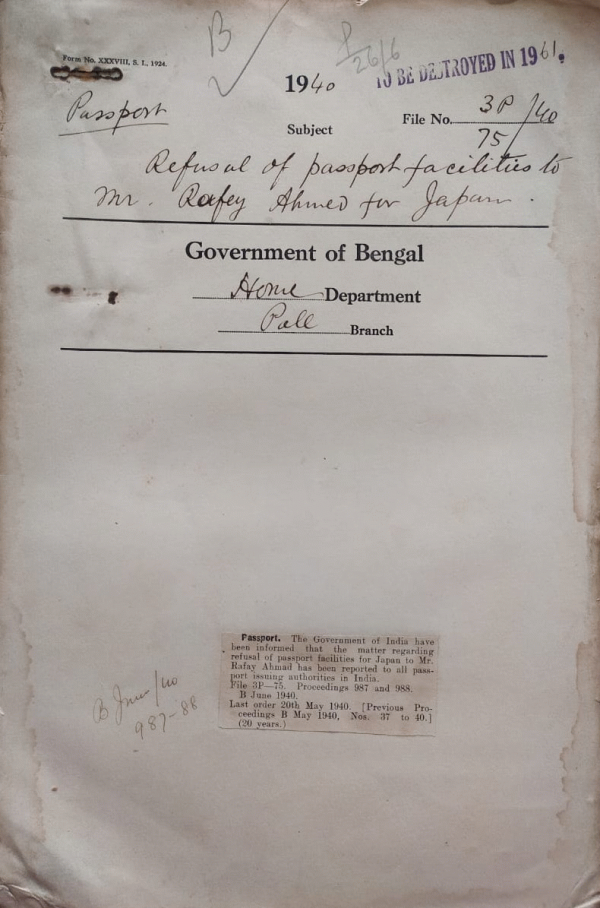 B
P
26/6
Form No. XXXVIII, S. I., 1924.
TO BE DESTROYED IN 1961.
1940
Passport
File No. 3P/40
75
Subject
Refusal of passport facilities to
Mr. Rafey Ahmed for Japan.
Government of Bengal
Home Department
Poll Branch
Passport. The Government of India have
been informed that the matter regarding
refusal of passport facilities for Japan to Mr.
Rafay Ahmad has been reported to all pass-
port issuing authorities in India.
File 3P—75. Proceedings 987 and 988.
B June 1940.
Last order 20th May 1940. [Previous Pro-
ceedings B May 1940, Nos. 37 to 40.]
(20 years.)
B June/40
987-88